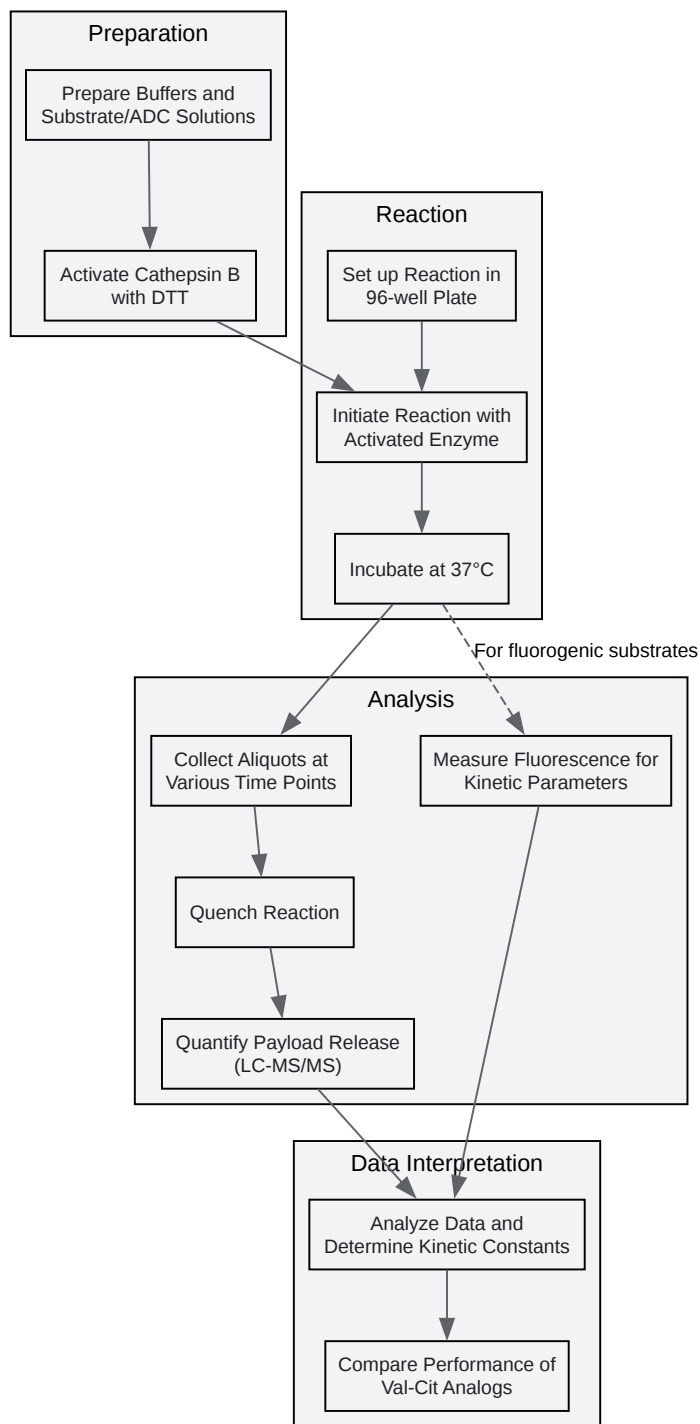 Preparation
Prepare Buffers and
Substrate/ADC Solutions
Activate Cathepsin B
with DTT
Reaction
Set up Reaction in
96-well Plate
Initiate Reaction with
Activated Enzyme
Incubate at 37°C
For fluorogenic substrates
Analysis
Collect Aliquots at
Various Time Points
Measure Fluorescence for
Kinetic Parameters
Quench Reaction
Quantify Payload Release
(LC-MS/MS)
Data Interpretation
Analyze Data and
Determine Kinetic Constants
Compare Performance of
Val-Cit Analogs